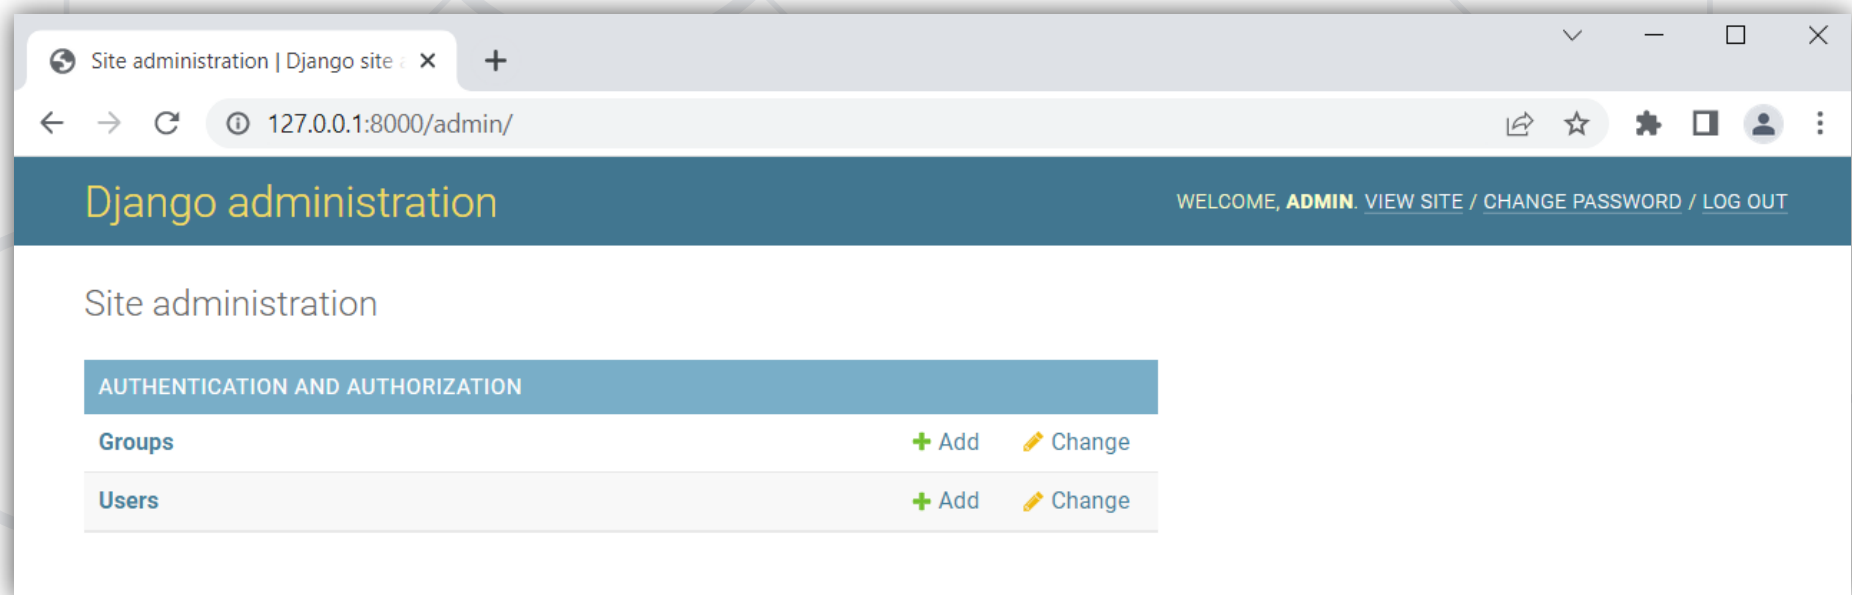 Site administration | Django site
127.0.0.1:8000/admin/
Django administration
WELCOME, ADMIN. VIEW SITE / CHANGE PASSWORD / LOG OUT
Site administration
AUTHENTICATION AND AUTHORIZATION
Groups Add Change
Users Add Change